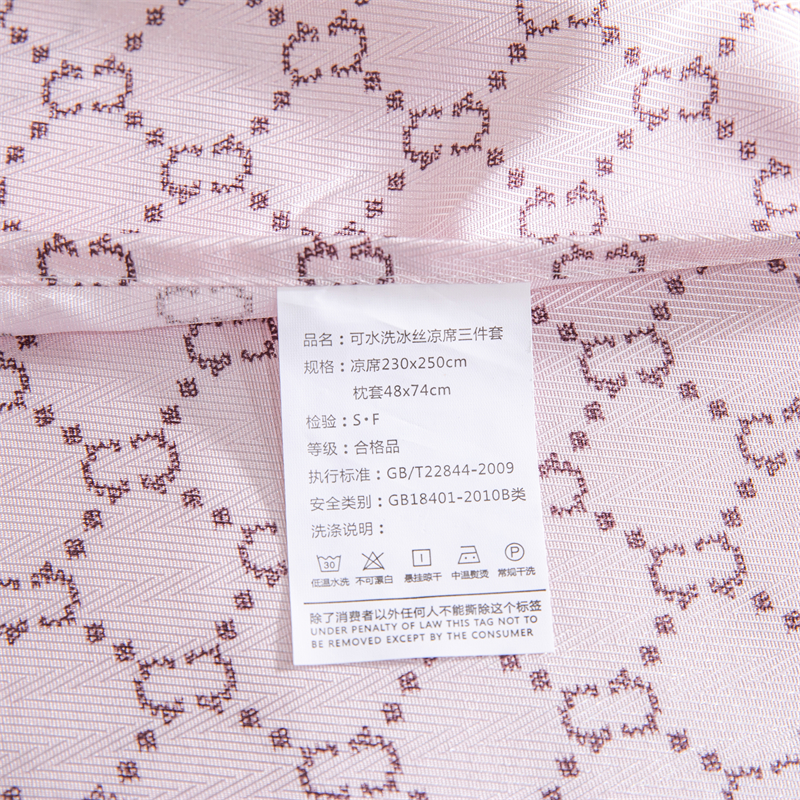 品名：可水洗冰丝凉席三件套
规格：凉席230x250cm
枕套48x74cm
检验：S·F
等级：合格品
执行标准：GB/T22844-2009
安全类别：GB18401-2010B类
洗涤说明：
30 P
低温水洗 不可漂白 悬挂晾干 中温熨烫 常规干洗
除了消费者以外任何人不能撕除这个标签
UNDER PENALTY OF LAW THIS TAG NOT TO
BE REMOVED EXCEPT BY THE CONSUMER